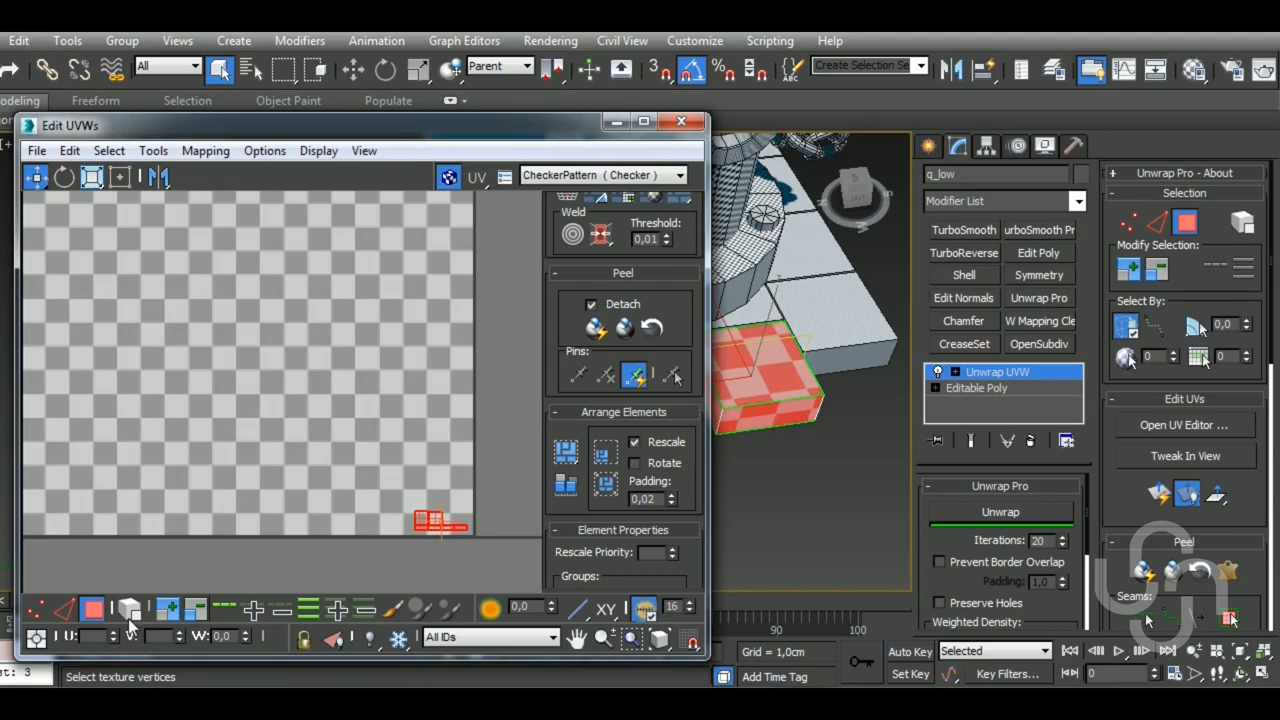 Edit Tools Group Views Create Modifiers Animation Graph Editors Rendering Civil View Customize Scripting Help
All Parent 3 Create Selection Se
odeling Freeform Selection Object Paint Populate
Edit UVWs
File Edit Select Tools Mapping Options Display View
UV CheckerPattern ( Checker )
Weld
Threshold:
0,01
Peel
Detach
Pins:
Arrange Elements
Rescale
Rotate
Padding:
0,02
Element Properties
Rescale Priority:
Groups:
0,0 XY 16
U: W: 0,0 All IDs
q_low
Modifier List
TurboSmooth urboSmooth Pr
TurboReverse Edit Poly
Shell Symmetry
Edit Normals Unwrap Pro
Chamfer W Mapping Cle
CreaseSet OpenSubdiv
Unwrap UVW
Editable Poly
Unwrap Pro
Unwrap
Iterations: 20
Prevent Border Overlap
Padding: 1,0
Preserve Holes
Weighted Density:
Unwrap Pro - About
Selection
Modify Selection:
Select By:
0,0
0 0
Edit UVs
Open UV Editor ...
Tweak In View
Peel
Seams:
90 100
st: 3 Select texture vertices
Grid = 1,0cm Auto Key Selected
Add Time Tag Set Key Key Filters... 0